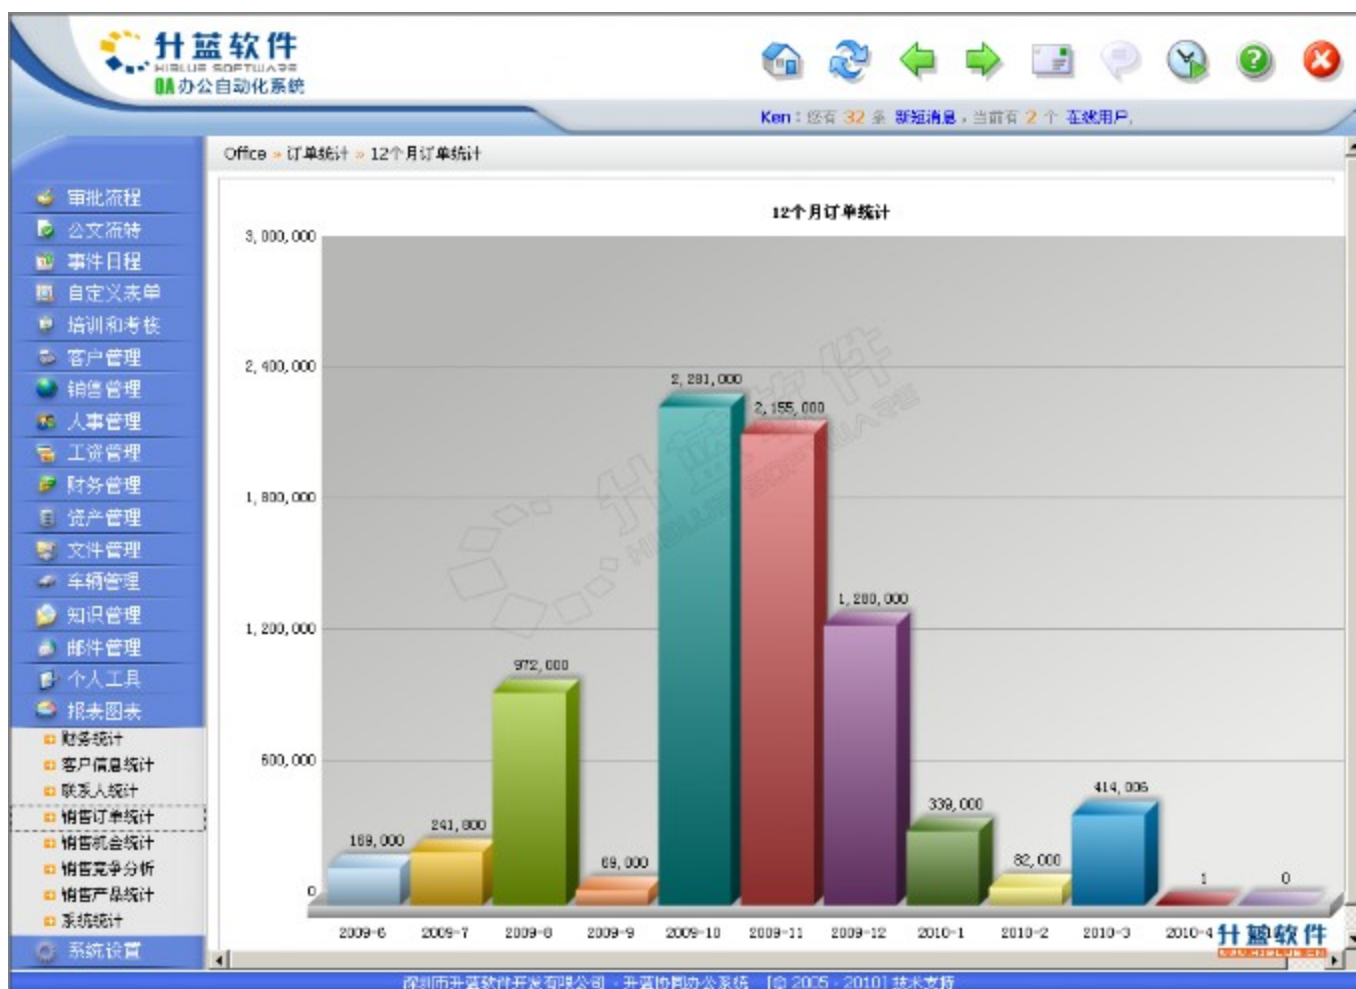 升蓝软件
HIBLUE SOFTWARE
OA办公自动化系统
Ken：您有 32 条 新短消息，当前有 2 个 在线用户.
Office » 订单统计 » 12个月订单统计
审批流程
公文流转
事件日程
自定义表单
培训和考核
客户管理
销售管理
人事管理
工资管理
财务管理
资产管理
文件管理
车辆管理
知识管理
邮件管理
个人工具
报表图表
财务统计
客户信息统计
联系人统计
销售订单统计
销售机会统计
销售竞争分析
销售产品统计
系统统计
系统设置
12个月订单统计
3,000,000
2,400,000
1,800,000
1,200,000
600,000
0
169,000
241,800
972,000
69,000
2,281,000
2,155,000
1,280,000
339,000
82,000
414,006
1
0
2009-6
2009-7
2009-8
2009-9
2009-10
2009-11
2009-12
2010-1
2010-2
2010-3
2010-4
升蓝软件
HIBLUE SOFTWARE
升蓝软件
深圳市升蓝软件开发有限公司 - 升蓝协同办公系统 [© 2005 - 2010] 技术支持